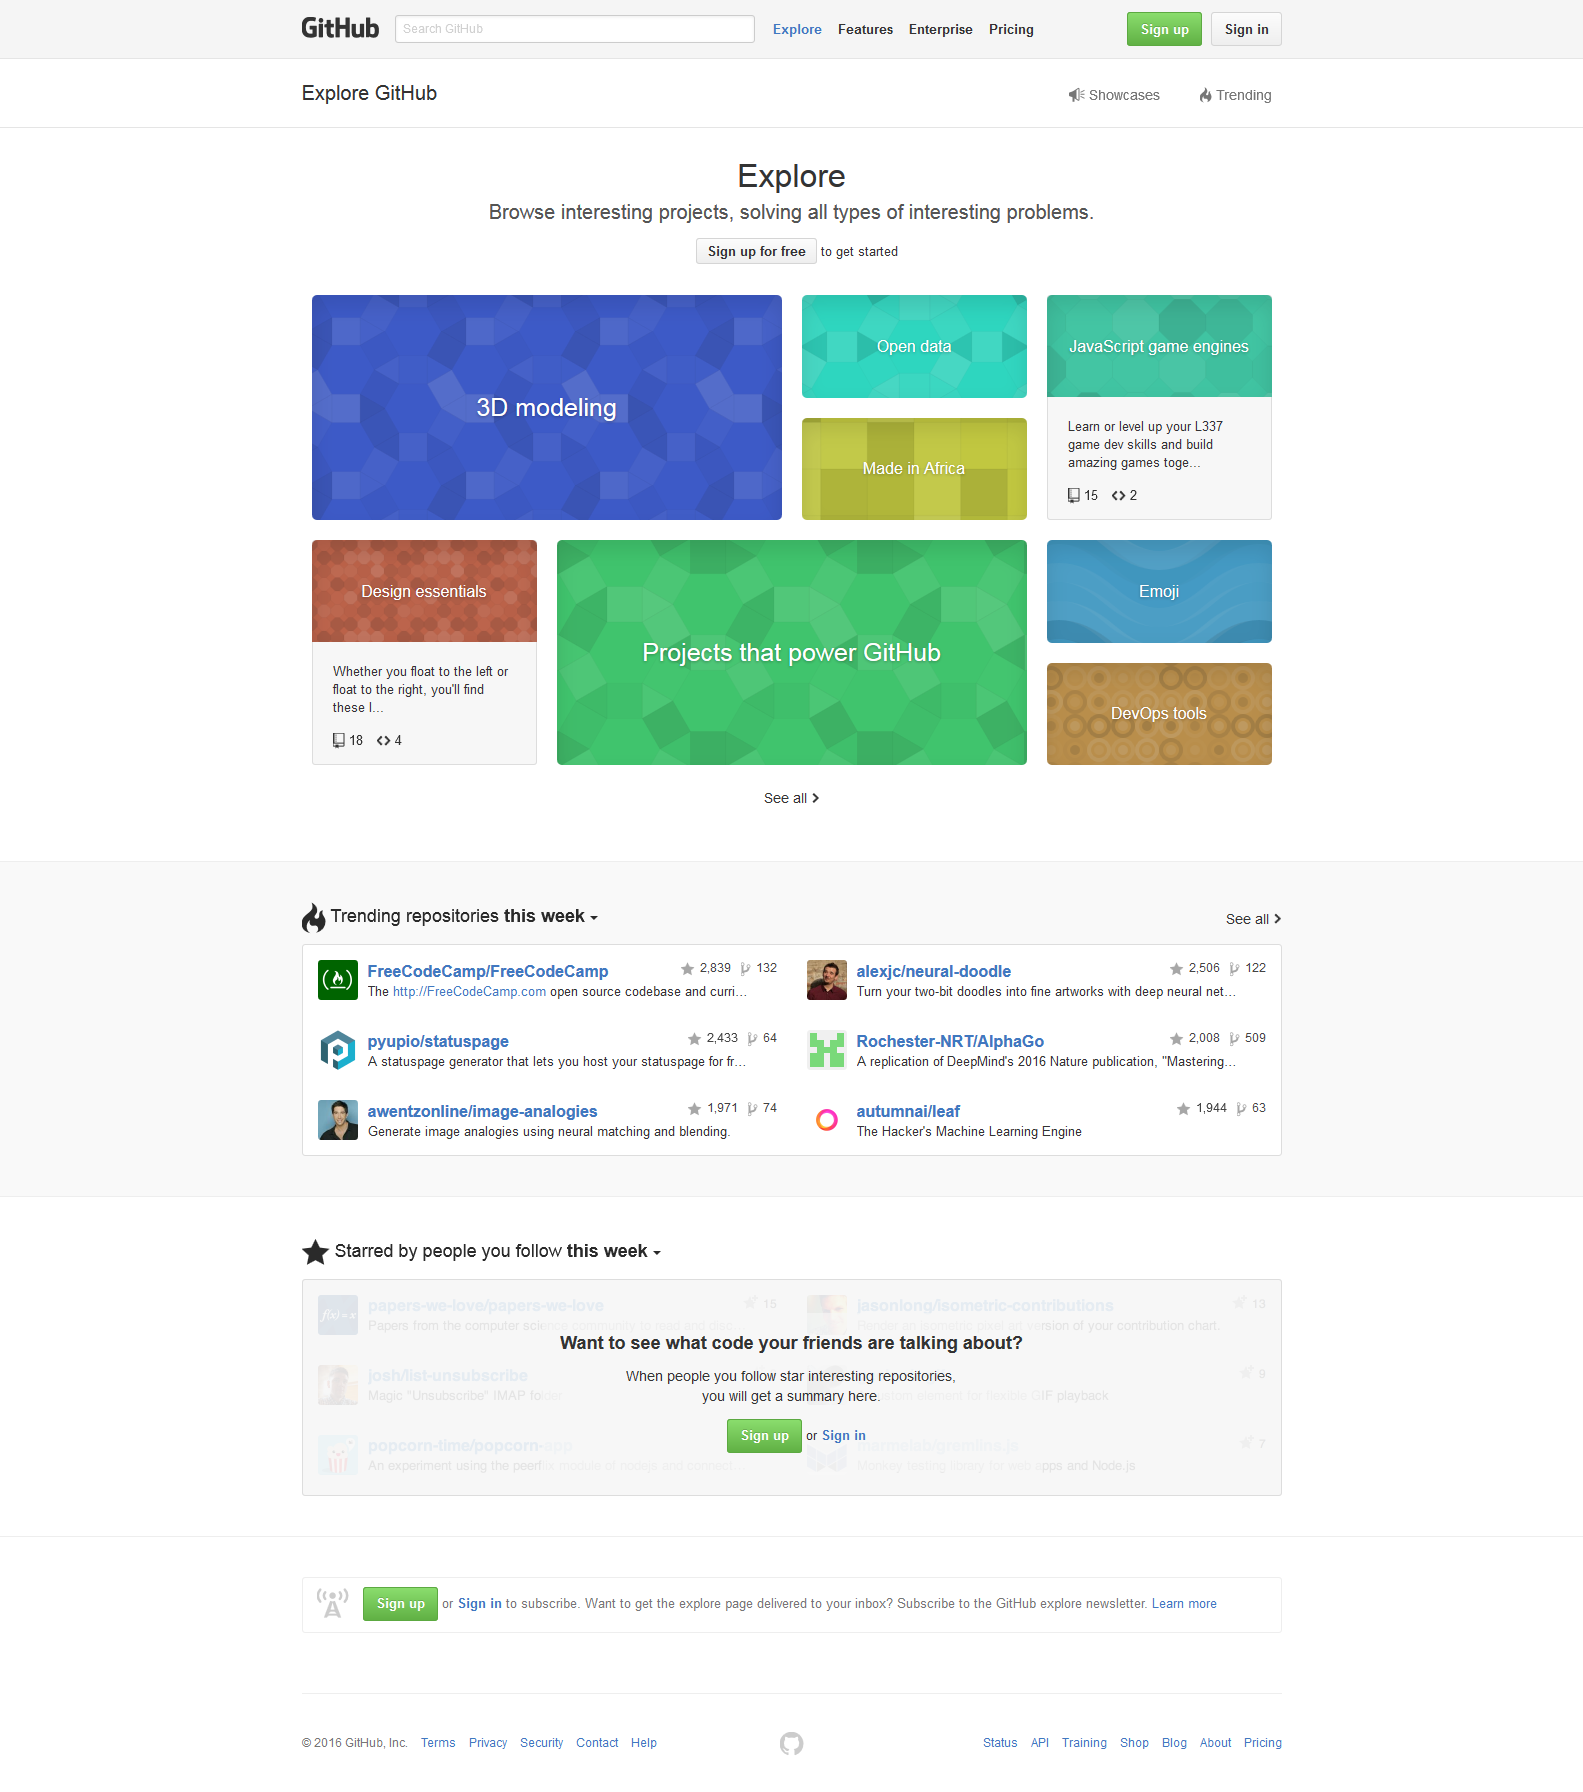 GitHub
Search GitHub
Explore
Features
Enterprise
Pricing
Sign up
Sign in
Explore GitHub
Showcases
Trending
Explore
Browse interesting projects, solving all types of interesting problems.
Sign up for free to get started
3D modeling
Open data
Made in Africa
JavaScript game engines
Learn or level up your L337
game dev skills and build
amazing games toge...
15 2
Design essentials
Whether you float to the left or
float to the right, you'll find
these l...
18 4
Projects that power GitHub
Emoji
DevOps tools
See all
Trending repositories this week
See all
FreeCodeCamp/FreeCodeCamp 2,839 132
The http://FreeCodeCamp.com open source codebase and curri...
alexjc/neural-doodle 2,506 122
Turn your two-bit doodles into fine artworks with deep neural net...
pyupio/statuspage 2,433 64
A statuspage generator that lets you host your statuspage for fr...
Rochester-NRT/AlphaGo 2,008 509
A replication of DeepMind's 2016 Nature publication, "Mastering...
awentzonline/image-analogies 1,971 74
Generate image analogies using neural matching and blending.
autumnai/leaf 1,944 63
The Hacker's Machine Learning Engine
Starred by people you follow this week
papers-we-love/papers-we-love 15
Papers from the computer science community to read and disc...
jasonlong/isometric-contributions 13
Render an isometric pixel an version of your contribution chart.
josh/list-unsubscribe
Magic "Unsubscribe" IMAP folder
9
custom element for flexible GIF playback
popcorn-time/popcorn-app
An experiment using the peerflix module of nodejs and connect...
marmelab/gremlins.js 7
Monkey testing library for web apps and Node.js
Want to see what code your friends are talking about?
When people you follow star interesting repositories,
you will get a summary here.
Sign up or Sign in
Sign up or Sign in to subscribe. Want to get the explore page delivered to your inbox? Subscribe to the GitHub explore newsletter. Learn more
© 2016 GitHub, Inc. Terms Privacy Security Contact Help
Status API Training Shop Blog About Pricing